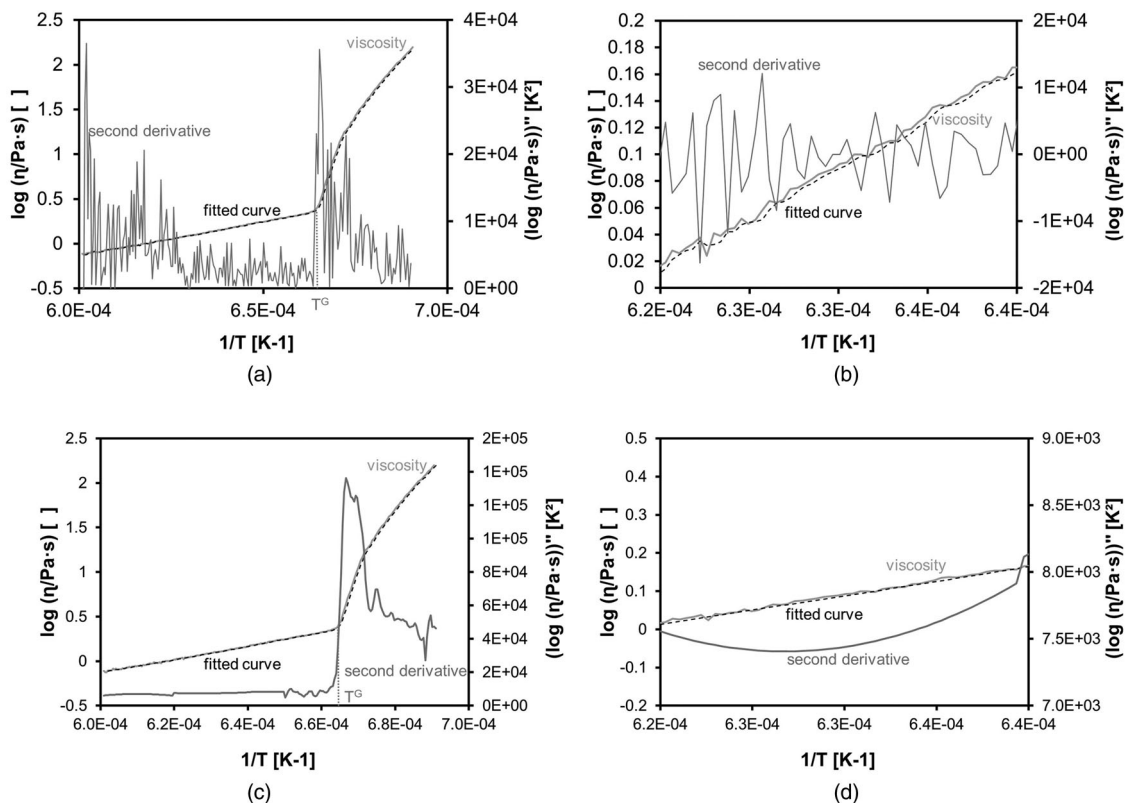 2.5
2
1.5
1
0.5
0
-0.5
log (η/Pa·s) [ ]
4E+04
3E+04
2E+04
1E+04
0E+00
(log (η/Pa·s))'' [K²]
viscosity
second derivative
fitted curve
T^G
6.0E-04 6.5E-04 7.0E-04
1/T [K-1]
(a)
0.2
0.18
0.16
0.14
0.12
0.1
0.08
0.06
0.04
0.02
0
log (η/Pa·s) [ ]
2E+04
1E+04
0E+00
-1E+04
-2E+04
(log (η/Pa·s))'' [K²]
second derivative
viscosity
fitted curve
6.2E-04 6.3E-04 6.3E-04 6.4E-04 6.4E-04
1/T [K-1]
(b)
2.5
2
1.5
1
0.5
0
-0.5
log (η/Pa·s) [ ]
2E+05
1E+05
1E+05
1E+05
8E+04
6E+04
4E+04
2E+04
0E+00
(log (η/Pa·s))'' [K²]
viscosity
fitted curve
second derivative
T^G
6.0E-04 6.2E-04 6.4E-04 6.6E-04 6.8E-04 7.0E-04
1/T [K-1]
(c)
0.5
0.4
0.3
0.2
0.1
0
-0.1
-0.2
log (η/Pa·s) [ ]
9.0E+03
8.5E+03
8.0E+03
7.5E+03
7.0E+03
(log (η/Pa·s))'' [K²]
viscosity
fitted curve
second derivative
6.2E-04 6.3E-04 6.3E-04 6.4E-04 6.4E-04
1/T [K-1]
(d)